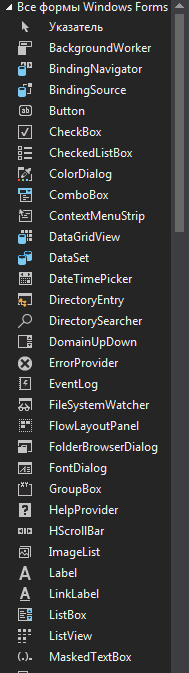 Все формы Windows Forms
Указатель
BackgroundWorker
BindingNavigator
BindingSource
Button
CheckBox
CheckedListBox
ColorDialog
ComboBox
ContextMenuStrip
DataGridView
DataSet
DateTimePicker
DirectoryEntry
DirectorySearcher
DomainUpDown
ErrorProvider
EventLog
FileSystemWatcher
FlowLayoutPanel
FolderBrowserDialog
FontDialog
GroupBox
HelpProvider
HScrollBar
ImageList
Label
LinkLabel
ListBox
ListView
MaskedTextBox